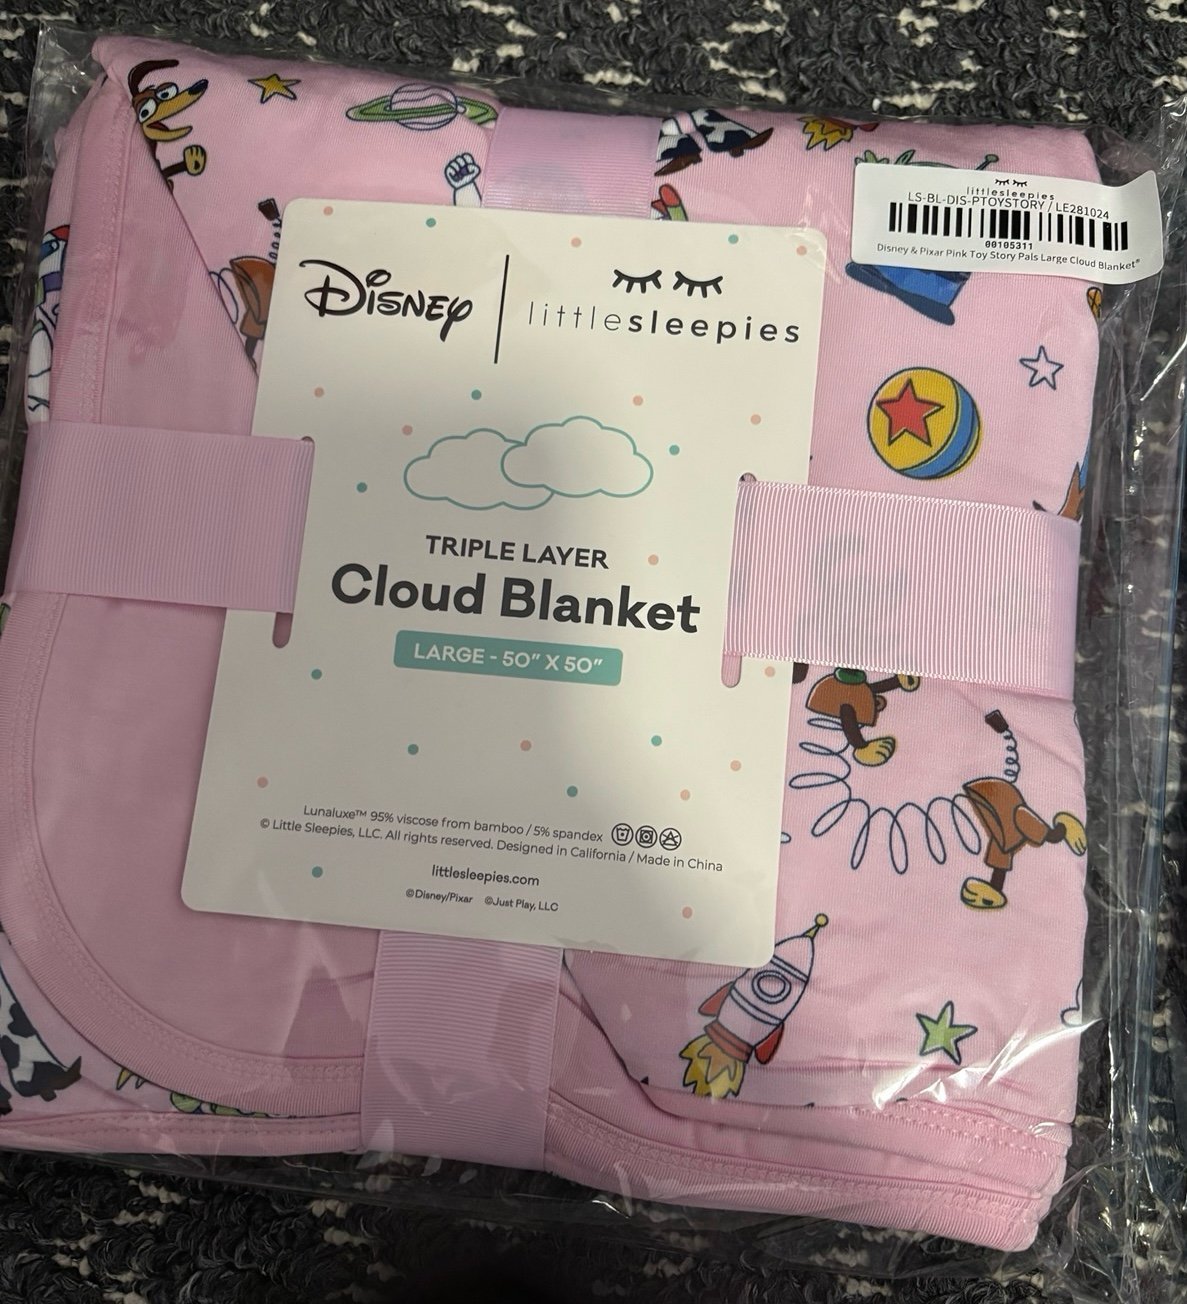 littlesleepies
LS-BL-DIS-PTOYSTORY / LE281024
00105311
Disney & Pixar Pink Toy Story Pals Large Cloud Blanket®
Disney
littlesleepies
TRIPLE LAYER
Cloud Blanket
LARGE - 50" X 50"
Lunaluxe™ 95% viscose from bamboo / 5% spandex
© Little Sleepies, LLC. All rights reserved. Designed in California / Made in China
littlesleepies.com
©Disney/Pixar ©Just Play, LLC